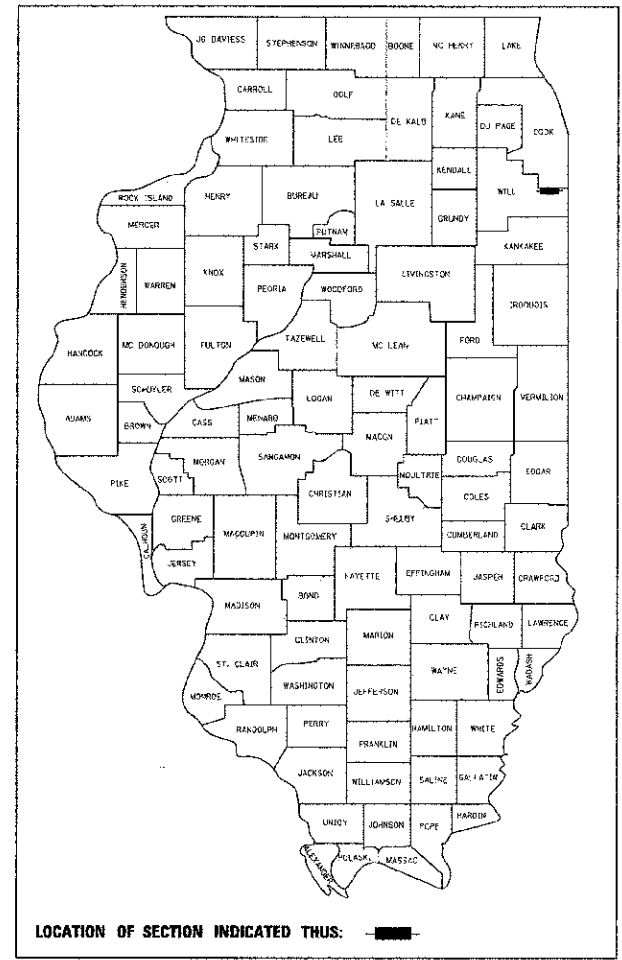 JO DAVIESS STEPHENSON WINNEBAGO BOONE MC HENRY LAKE
CARROLL OGLE DE KALB KANE DU PAGE COOK
WHITESIDE LEE KENDALL WILL
ROCK ISLAND HENRY BUREAU LA SALLE GRUNDY
MERCER PUTNAM KANKAKEE
STARK MARSHALL
HENDERSON WARREN KNOX PEORIA WOODFORD LIVINGSTON IROQUOIS
HANCOCK MC DONOUGH FULTON TAZEWELL MC LEAN FORD
MASON
SCHUYLER LOGAN DE WITT CHAMPAIGN VERMILION
ADAMS BROWN CASS MENARD MACON PIATT
PIKE SCOTT MORGAN SANGAMON MOULTRIE DOUGLAS EDGAR
CHRISTIAN COLES
CALHOUN GREENE MACOUPIN MONTGOMERY SHELBY CUMBERLAND CLARK
JERSEY FAYETTE EFFINGHAM JASPER CRAWFORD
MADISON BOND
CLINTON MARION CLAY RICHLAND LAWRENCE
ST. CLAIR WAYNE EDWARDS WABASH
MONROE WASHINGTON JEFFERSON
RANDOLPH PERRY HAMILTON WHITE
FRANKLIN
JACKSON WILLIAMSON SALINE GALLATIN
UNION JOHNSON POPE HARDIN
ALEXANDER PULASKI MASSAC
LOCATION OF SECTION INDICATED THUS: